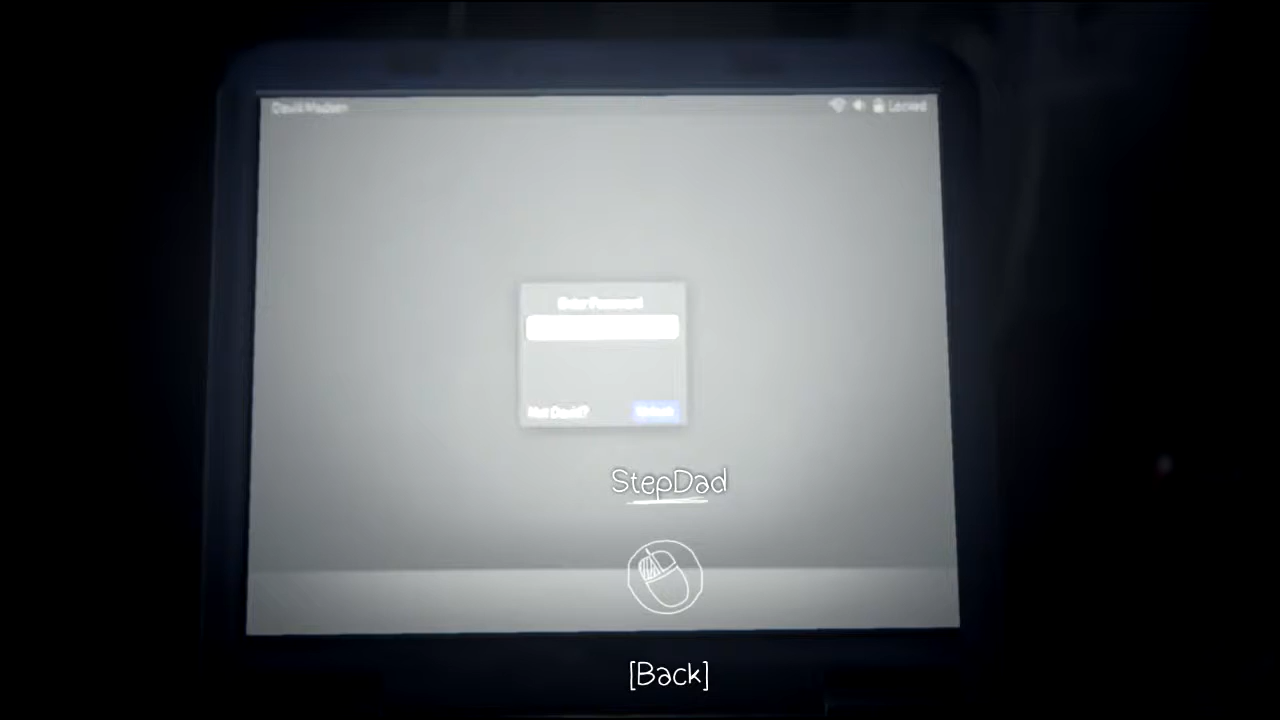 David Madsen
Locked
Enter Password
Not David?
Unlock
StepDad
[Back]